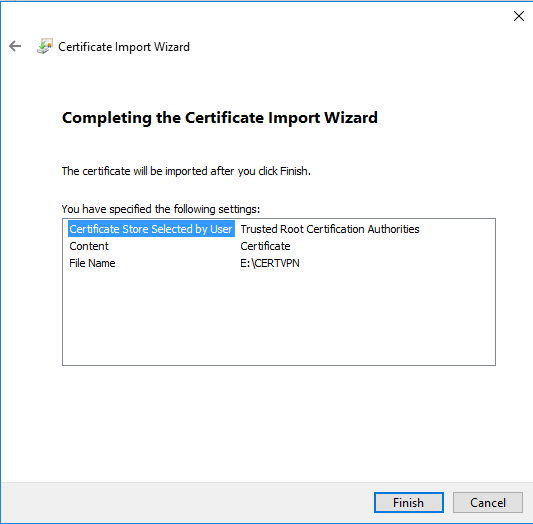 Certificate Import Wizard
Completing the Certificate Import Wizard
The certificate will be imported after you click Finish.
You have specified the following settings:
Certificate Store Selected by User Trusted Root Certification Authorities
Content Certificate
File Name E:\CERTVPN
Finish Cancel